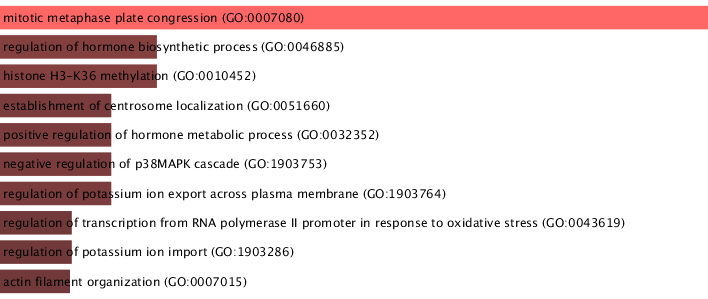 mitotic metaphase plate congression (GO:0007080)
regulation of hormone biosynthetic process (GO:0046885)
histone H3-K36 methylation (GO:0010452)
establishment of centrosome localization (GO:0051660)
positive regulation of hormone metabolic process (GO:0032352)
negative regulation of p38MAPK cascade (GO:1903753)
regulation of potassium ion export across plasma membrane (GO:1903764)
regulation of transcription from RNA polymerase II promoter in response to oxidative stress (GO:0043619)
regulation of potassium ion import (GO:1903286)
actin filament organization (GO:0007015)